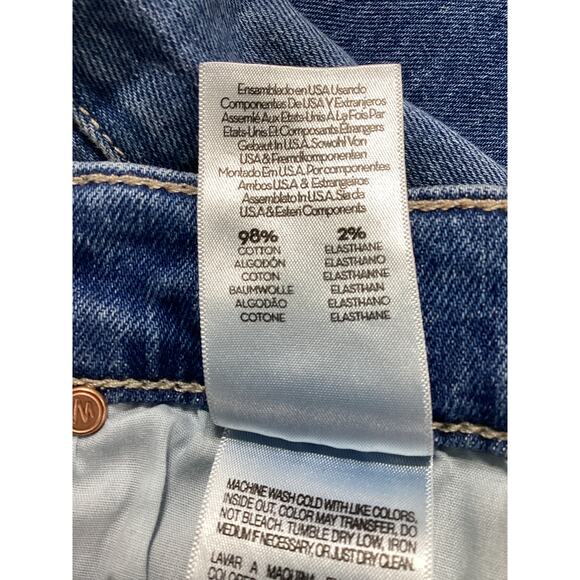 Ensamblado en USA Usando
Componentes De USA Y Extranjeros
Assemlé Aux Etats-Unis A La Fois Par
Etats-Unis Et Composants Etrangers
Gebaut In U.S.A. Sowohl Von
USA & Fremdkomponenten
Montado Em U.S.A. Por componentes
Ambos U.S.A & Estrangeiros
Assemblato In U.S.A. Sia da
U.S.A & Esteri Components
98% 2%
COTTON ELASTHANE
ALGODÓN ELASTHANO
COTON ELASTHANNE
BAUMWOLLE ELASTHAN
ALGODÃO ELASTHANO
COTONE ELASTHANE
MACHINE WASH COLD WITH LIKE COLORS,
INSIDE OUT. COLOR MAY TRANSFER. DO
NOT BLEACH. TUMBLE DRY LOW, IRON
MEDIUM IF NECESSARY, OR JUST DRY CLEAN.
LAVAR A MAQUINA